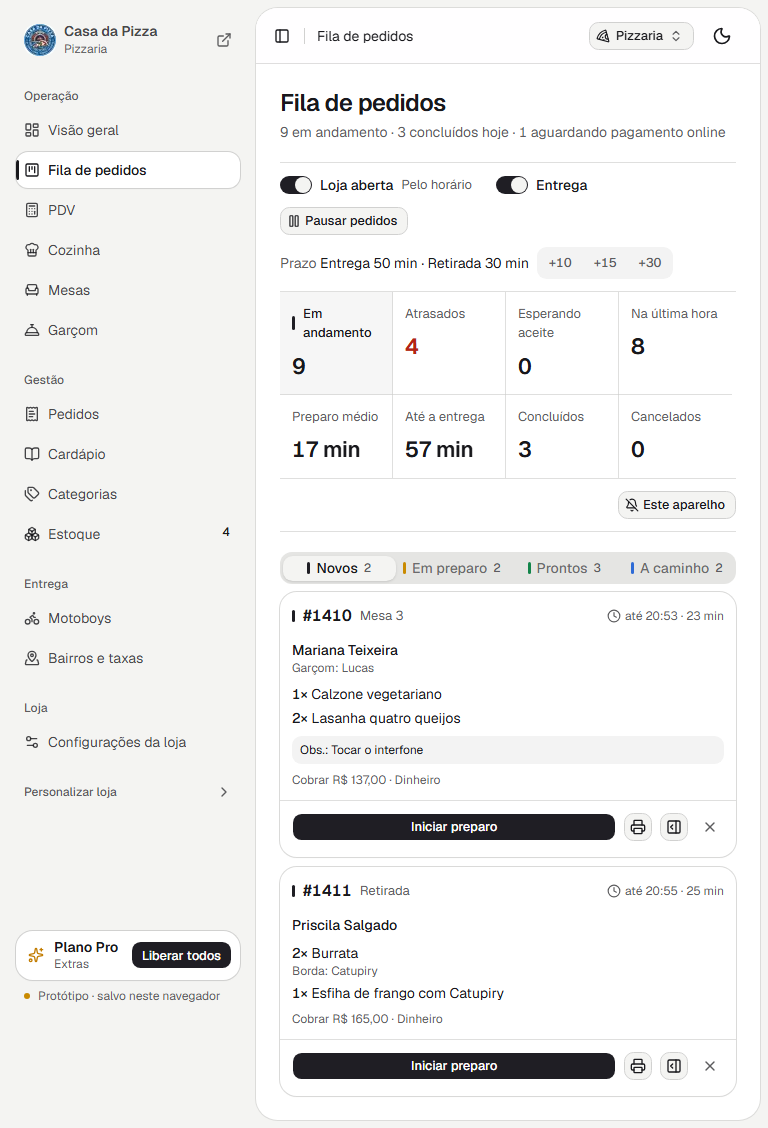 Casa da Pizza
Pizzaria
Operação
Visão geral
Fila de pedidos
PDV
Cozinha
Mesas
Garçom
Gestão
Pedidos
Cardápio
Categorias
Estoque 4
Entrega
Motoboys
Bairros e taxas
Loja
Configurações da loja
Personalizar loja
Plano Pro
Extras
Liberar todos
Protótipo · salvo neste navegador
Fila de pedidos
Pizzaria
Fila de pedidos
9 em andamento · 3 concluídos hoje · 1 aguardando pagamento online
Loja aberta Pelo horário Entrega
Pausar pedidos
Prazo Entrega 50 min · Retirada 30 min +10 +15 +30
Em andamento
9
Atrasados
4
Esperando aceite
0
Na última hora
8
Preparo médio
17 min
Até a entrega
57 min
Concluídos
3
Cancelados
0
Este aparelho
Novos 2 Em preparo 2 Prontos 3 A caminho 2
#1410 Mesa 3 até 20:53 · 23 min
Mariana Teixeira
Garçom: Lucas
1× Calzone vegetariano
2× Lasanha quatro queijos
Obs.: Tocar o interfone
Cobrar R$ 137,00 · Dinheiro
Iniciar preparo
#1411 Retirada até 20:55 · 25 min
Priscila Salgado
2× Burrata
Borda: Catupiry
1× Esfiha de frango com Catupiry
Cobrar R$ 165,00 · Dinheiro
Iniciar preparo